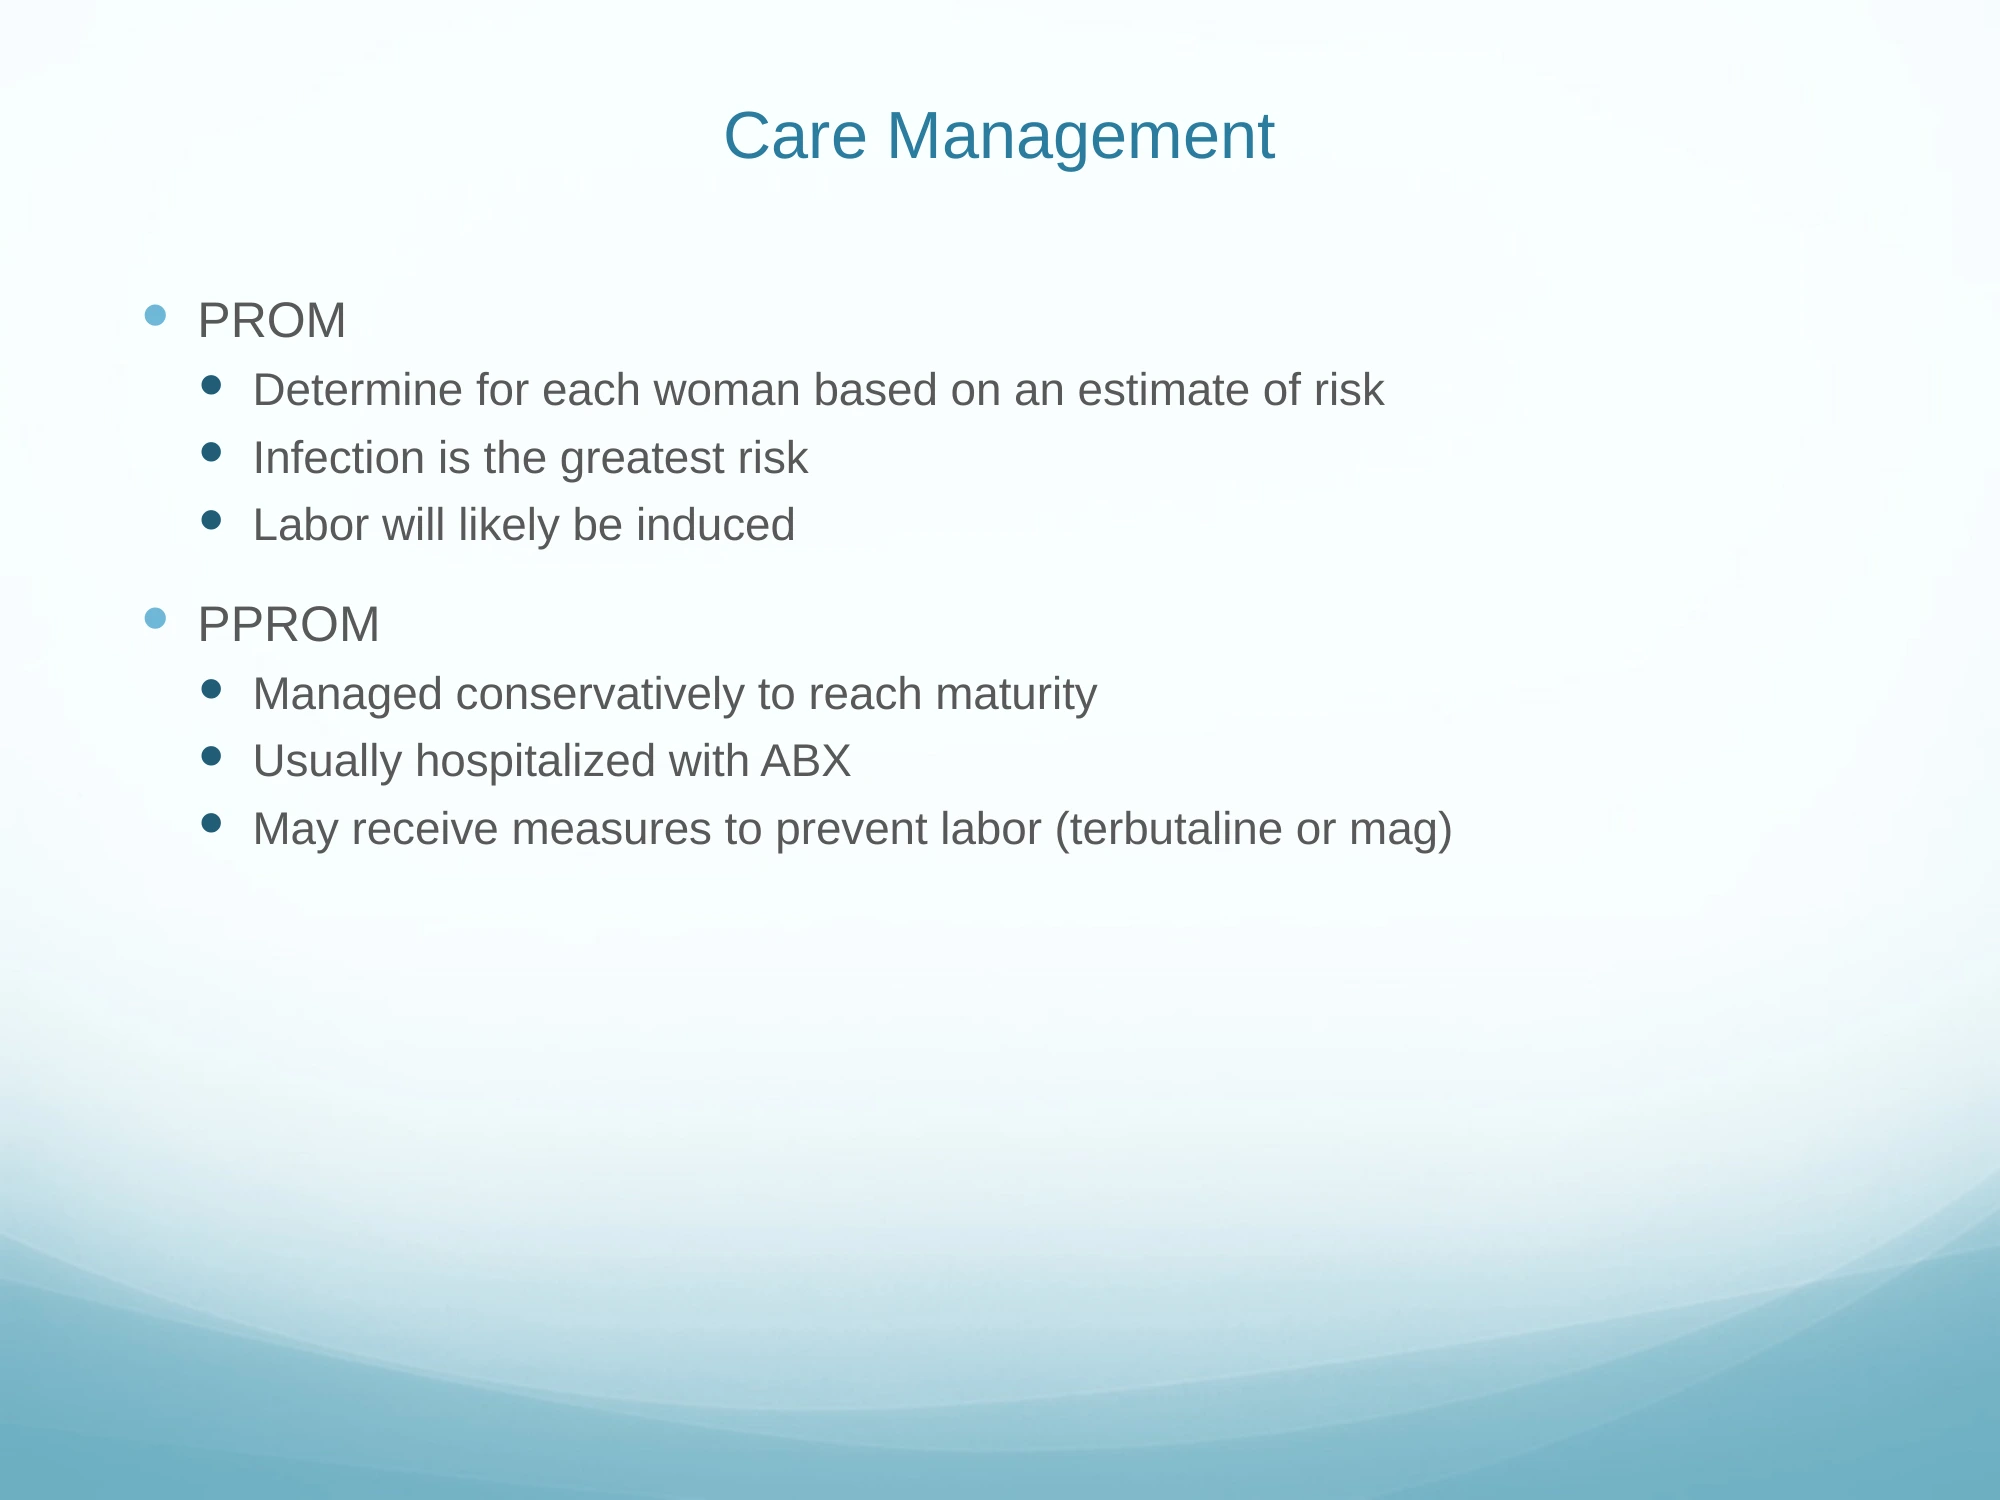 Care Management
• PROM
• Determine for each woman based on an estimate of risk
• Infection is the greatest risk
• Labor will likely be induced
• PPROM
• Managed conservatively to reach maturity
• Usually hospitalized with ABX
• May receive measures to prevent labor (terbutaline or mag)